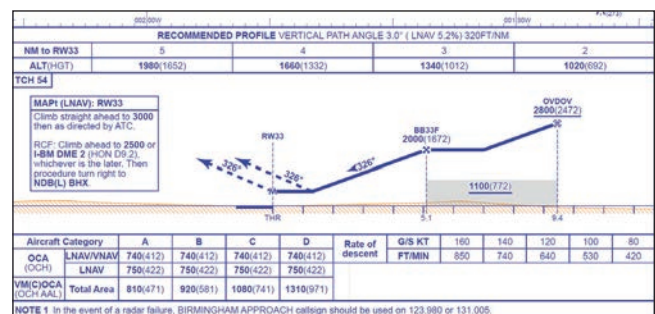 002°00'W 001°50'W
RECOMMENDED PROFILE VERTICAL PATH ANGLE 3.0° ( LNAV 5.2%) 320FT/NM
NM to RW33 5 4 3 2
ALT(HGT) 1980(1652) 1660(1332) 1340(1012) 1020(692)
TCH 54
MAPt (LNAV): RW33
Climb straight ahead to 3000
then as directed by ATC.
RCF: Climb ahead to 2500 or
I-BM DME 2 (HON D9.2),
whichever is the later. Then
procedure turn right to
NDB(L) BHX.
OVDOV
2800(2472)
BB33F
2000(1672)
RW33
326°
326°
326°
1100(772)
THR 5.1 9.4
Aircraft Category A B C D Rate of descent G/S KT 160 140 120 100 80
OCA (OCH) LNAV/VNAV 740(412) 740(412) 740(412) 740(412) FT/MIN 850 740 640 530 420
LNAV 750(422) 750(422) 750(422) 750(422)
VM(C)OCA (OCH AAL) Total Area 810(471) 920(581) 1080(741) 1310(971)
NOTE 1 In the event of a radar failure, BIRMINGHAM APPROACH callsign should be used on 123.980 or 131.005.